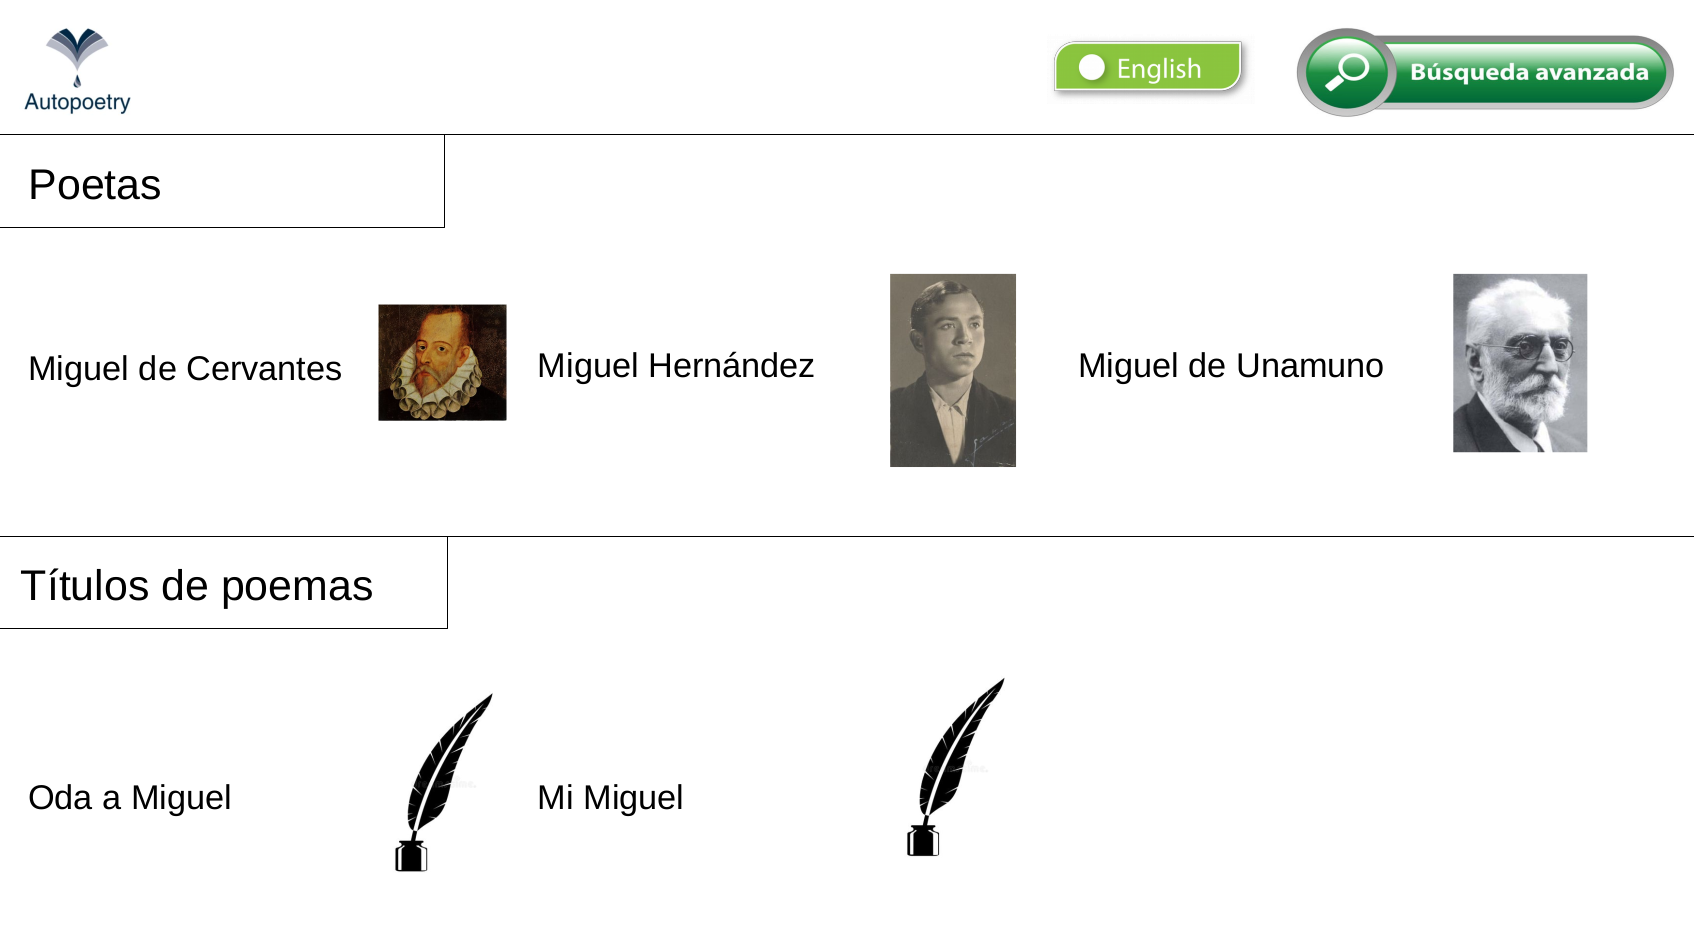 Autopoetry
English
Búsqueda avanzada
Poetas
Miguel de Cervantes
Miguel Hernández
Miguel de Unamuno
Títulos de poemas
Oda a Miguel
Mi Miguel